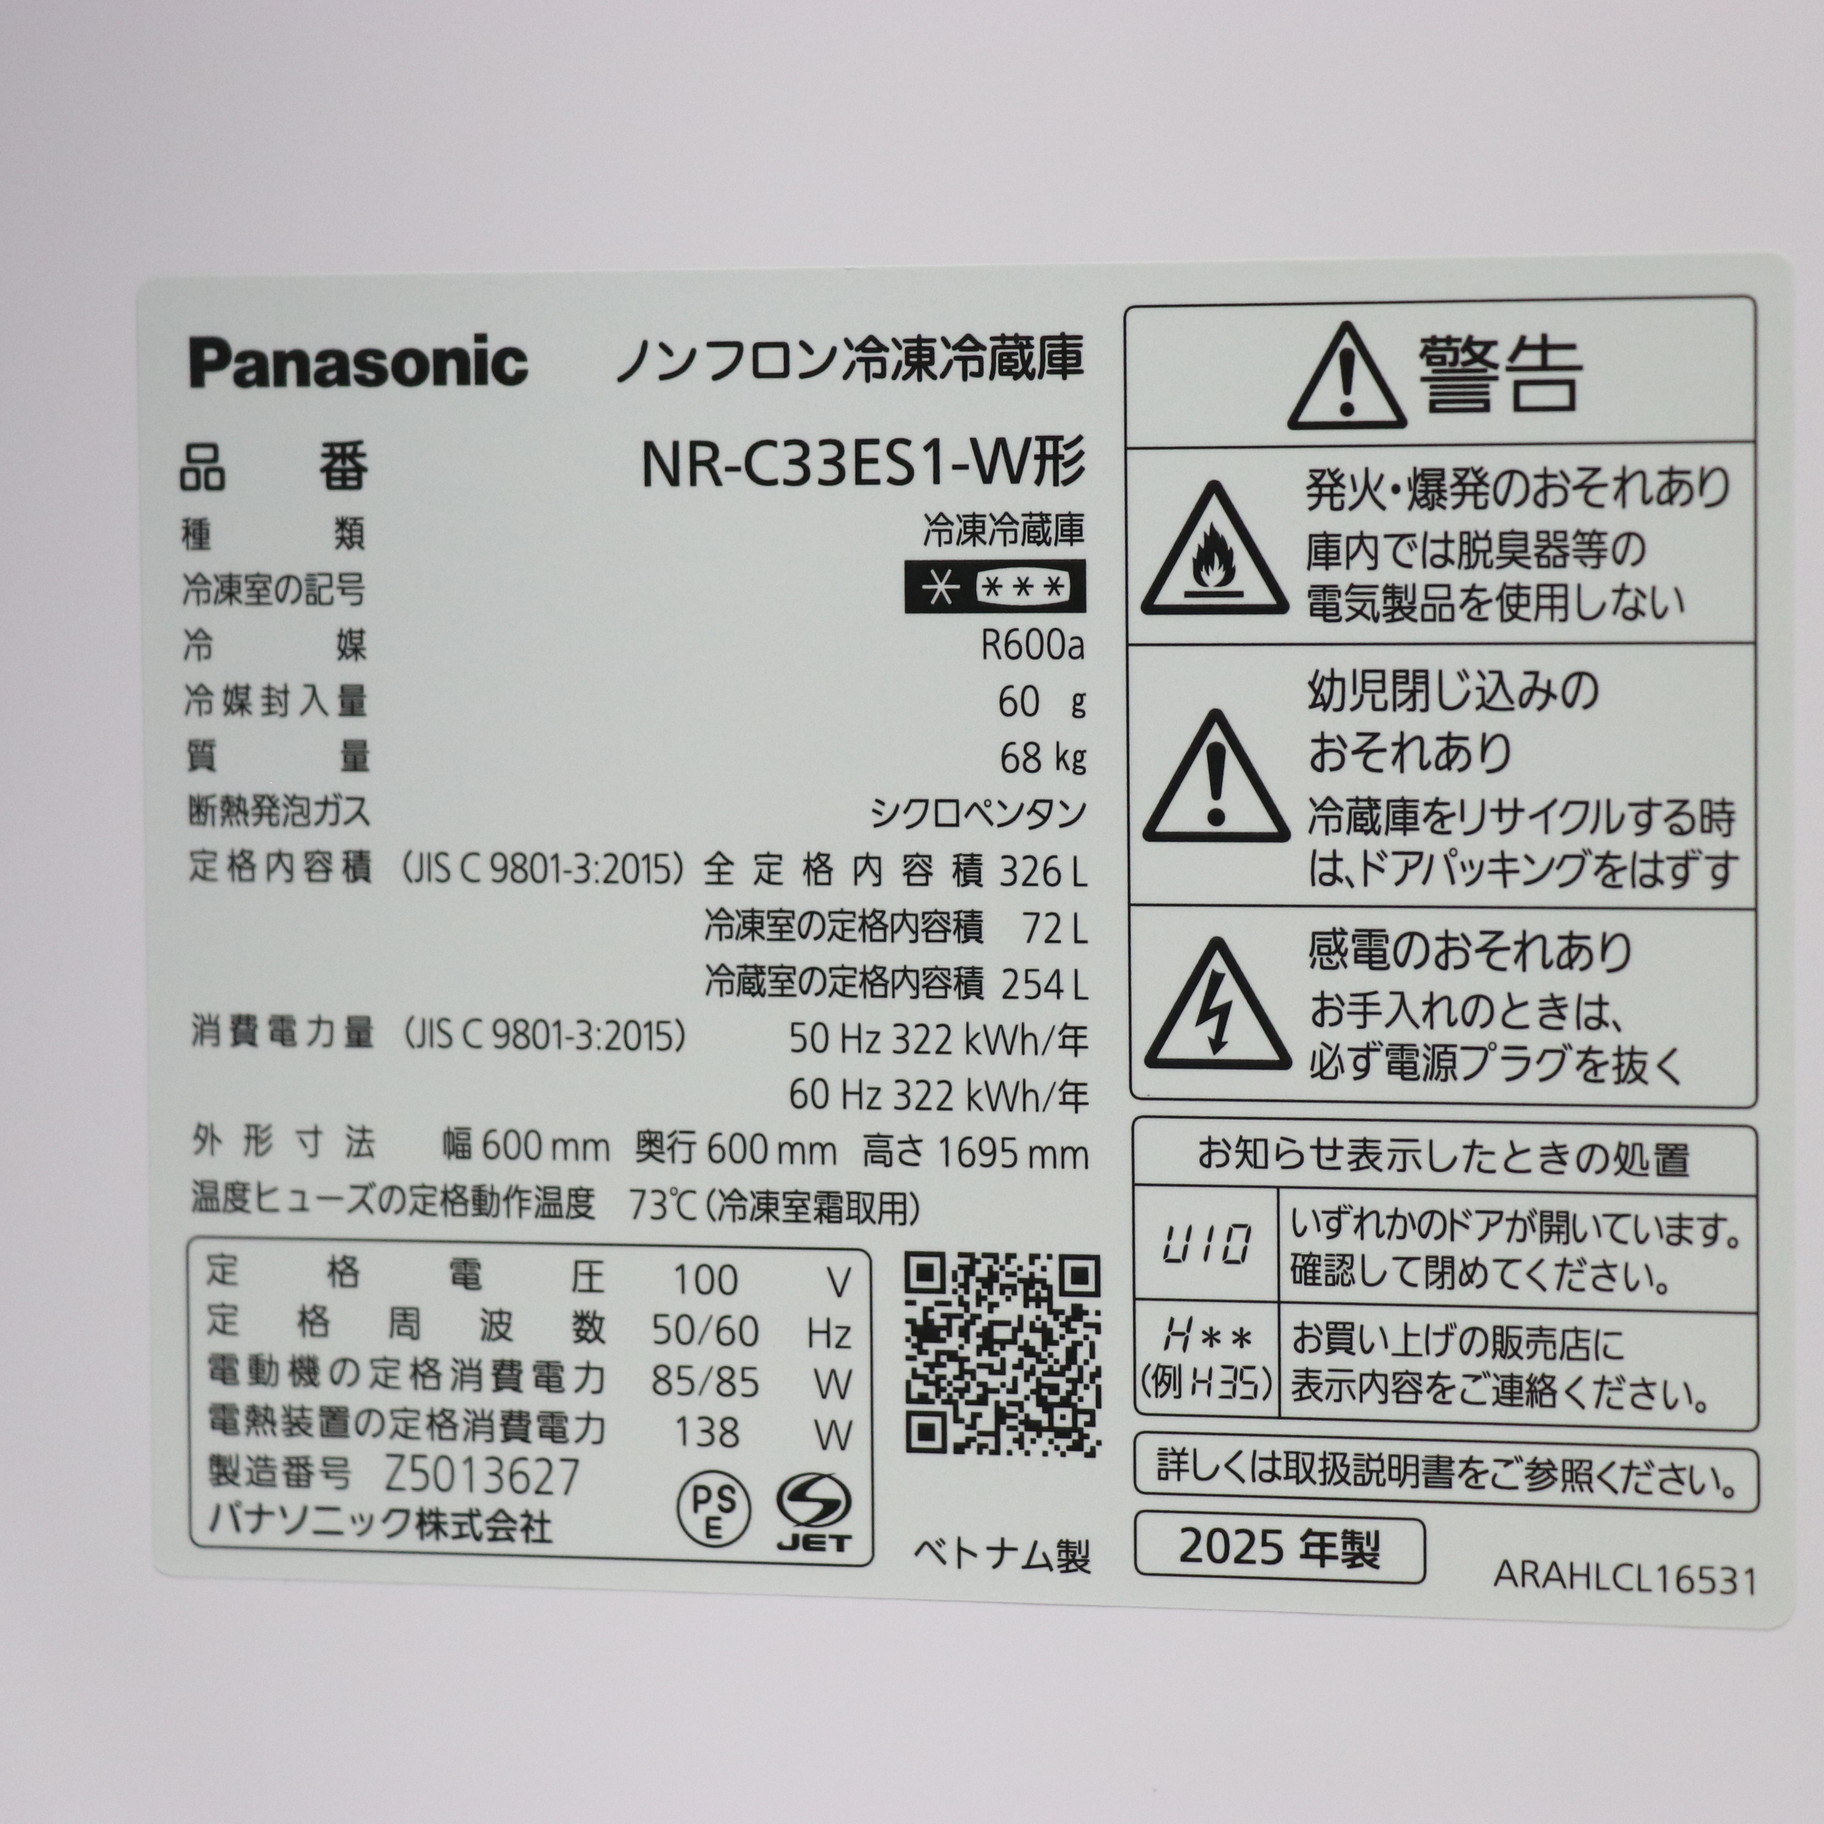 Panasonic ノンフロン冷凍冷蔵庫
品番 NR-C33ES1-W形
種類 冷凍冷蔵庫
冷凍室の記号 * ***
冷媒 R600a
冷媒封入量 60 g
質量 68 kg
断熱発泡ガス シクロペンタン
定格内容積 (JIS C 9801-3:2015) 全定格内容積 326 L
冷凍室の定格内容積 72 L
冷蔵室の定格内容積 254 L
消費電力量 (JIS C 9801-3:2015) 50 Hz 322 kWh/年
60 Hz 322 kWh/年
外形寸法 幅 600 mm 奥行 600 mm 高さ 1695 mm
温度ヒューズの定格動作温度 73℃(冷凍室霜取用)
定格電圧 100 V
定格周波数 50/60 Hz
電動機の定格消費電力 85/85 W
電熱装置の定格消費電力 138 W
製造番号 Z5013627
パナソニック株式会社
PS
E
JET
ベトナム製
警告
発火・爆発のおそれあり
庫内では脱臭器等の
電気製品を使用しない
幼児閉じ込みの
おそれあり
冷蔵庫をリサイクルする時
は、ドアパッキングをはずす
感電のおそれあり
お手入れのときは、
必ず電源プラグを抜く
お知らせ表示したときの処置
U10 いずれかのドアが開いています。
確認して閉めてください。
H** お買い上げの販売店に
(例 H35) 表示内容をご連絡ください。
詳しくは取扱説明書をご参照ください。
2025 年製
ARAHLCL16531